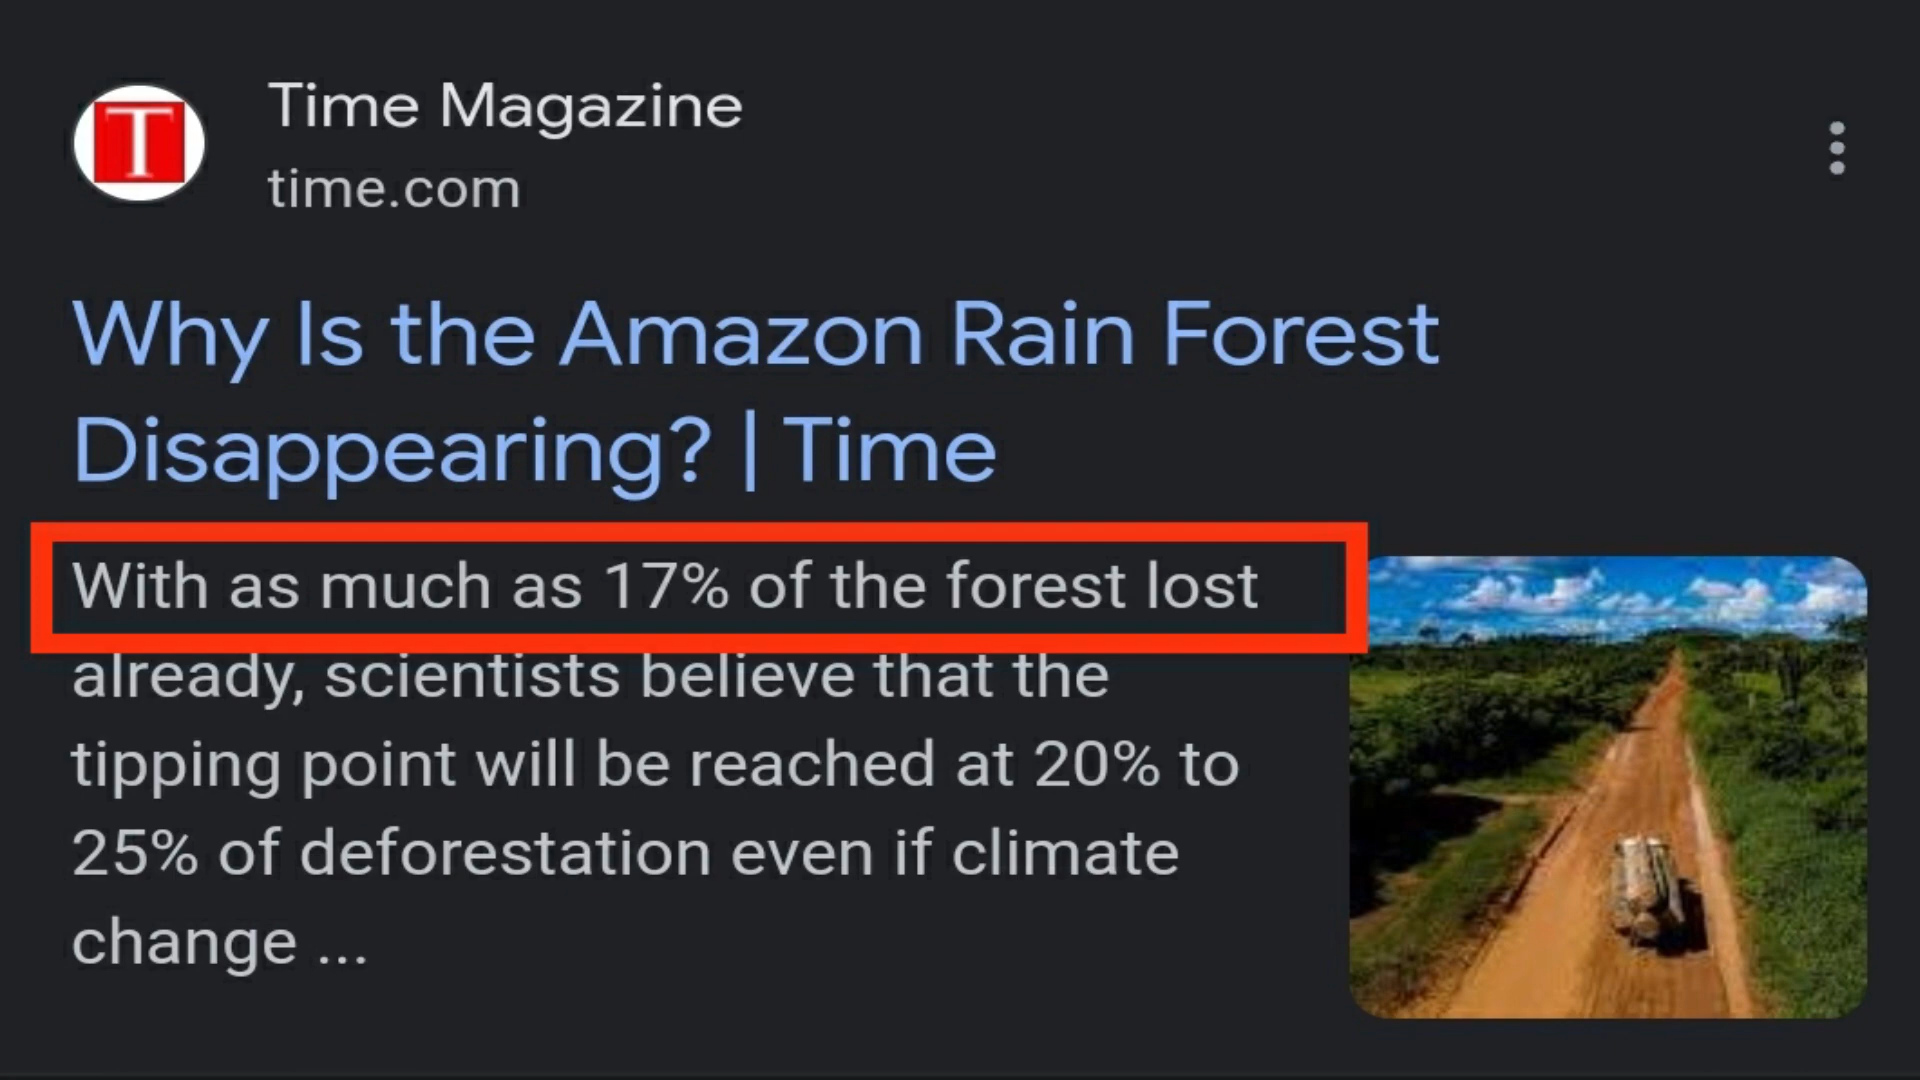 T
Time Magazine
time.com
Why Is the Amazon Rain Forest
Disappearing? | Time
With as much as 17% of the forest lost
already, scientists believe that the
tipping point will be reached at 20% to
25% of deforestation even if climate
change ...